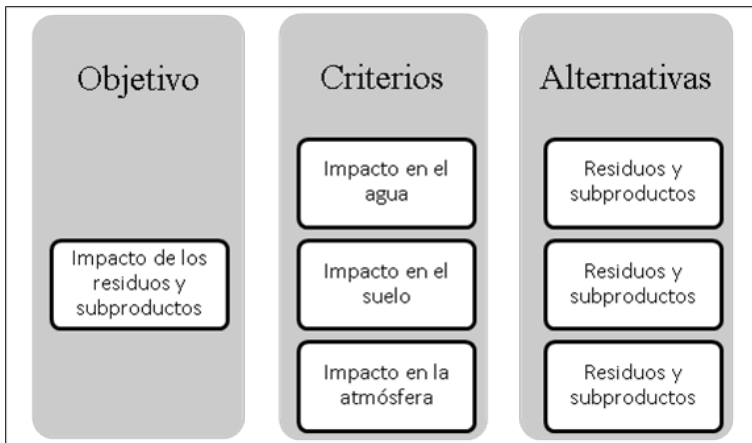 Objetivo
Impacto de los
residuos y
subproductos
Criterios
Impacto en el
agua
Impacto en el
suelo
Impacto en la
atmósfera
Alternativas
Residuos y
subproductos
Residuos y
subproductos
Residuos y
subproductos